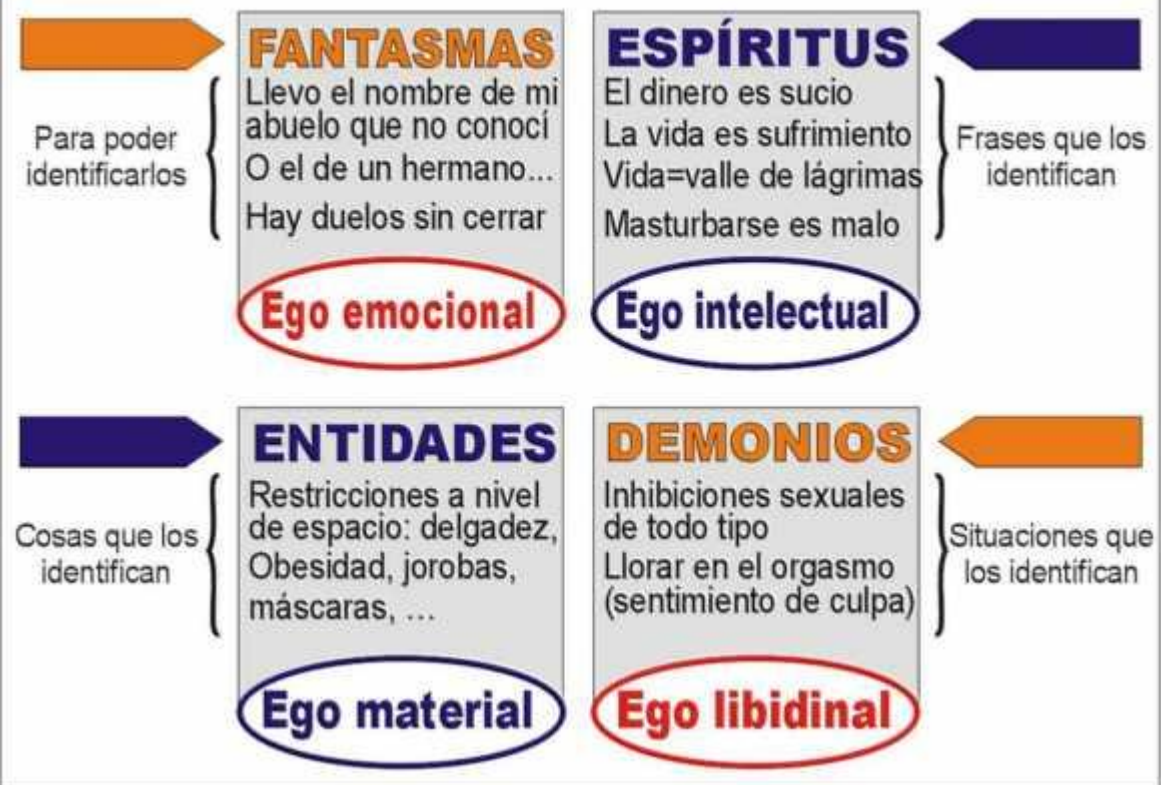 FANTASMAS
Para poder
identificarlos
Llevo el nombre de mi
abuelo que no conocí
O el de un hermano...
Hay duelos sin cerrar
Ego emocional
ESPÍRITUS
El dinero es sucio
La vida es sufrimiento
Vida=valle de lágrimas
Masturbarse es malo
Frases que los
identifican
Ego intelectual
ENTIDADES
Cosas que los
identifican
Restricciones a nivel
de espacio: delgadez,
Obesidad, jorobas,
máscaras, ...
Ego material
DEMONIOS
Inhibiciones sexuales
de todo tipo
Llorar en el orgasmo
(sentimiento de culpa)
Situaciones que
los identifican
Ego libidinal